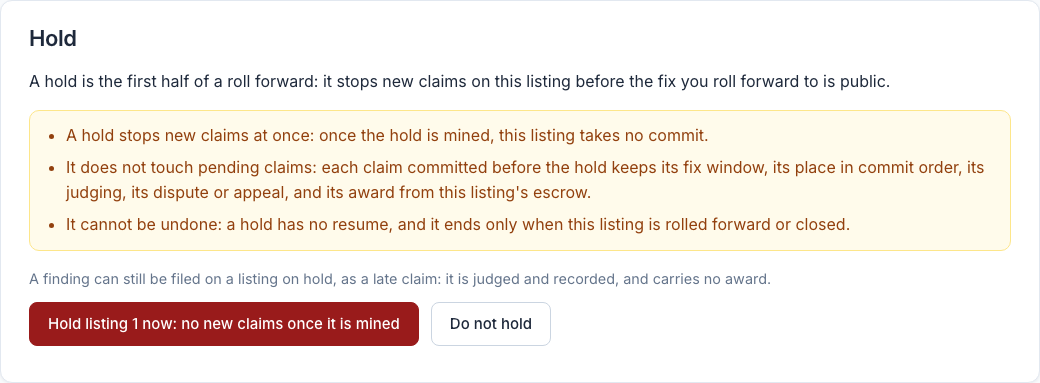 Hold
A hold is the first half of a roll forward: it stops new claims on this listing before the fix you roll forward to is public.
• A hold stops new claims at once: once the hold is mined, this listing takes no commit.
• It does not touch pending claims: each claim committed before the hold keeps its fix window, its place in commit order, its
judging, its dispute or appeal, and its award from this listing's escrow.
• It cannot be undone: a hold has no resume, and it ends only when this listing is rolled forward or closed.
A finding can still be filed on a listing on hold, as a late claim: it is judged and recorded, and carries no award.
Hold listing 1 now: no new claims once it is mined
Do not hold